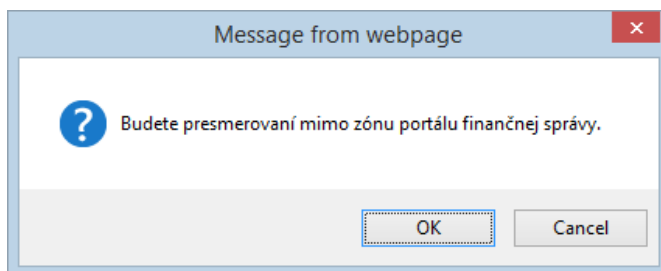 Message from webpage
Budete presmerovaní mimo zónu portálu finančnej správy.
OK
Cancel